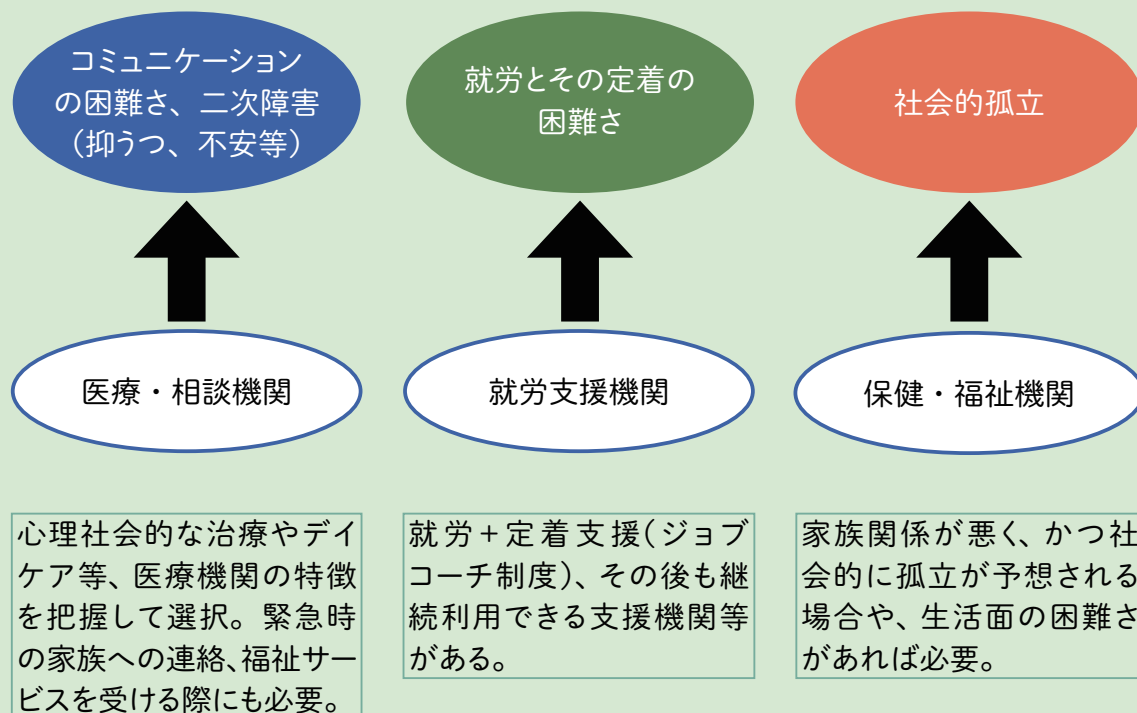 コミュニケーション
の困難さ、二次障害
(抑うつ、不安等)
就労とその定着の
困難さ
社会的孤立
医療・相談機関
就労支援機関
保健・福祉機関
心理社会的な治療やデイ
ケア等、医療機関の特徴
を把握して選択。緊急時
の家族への連絡、福祉サー
ビスを受ける際にも必要。
就労+定着支援(ジョブ
コーチ制度)、その後も継
続利用できる支援機関等
がある。
家族関係が悪く、かつ社
会的に孤立が予想される
場合や、生活面の困難さ
があれば必要。